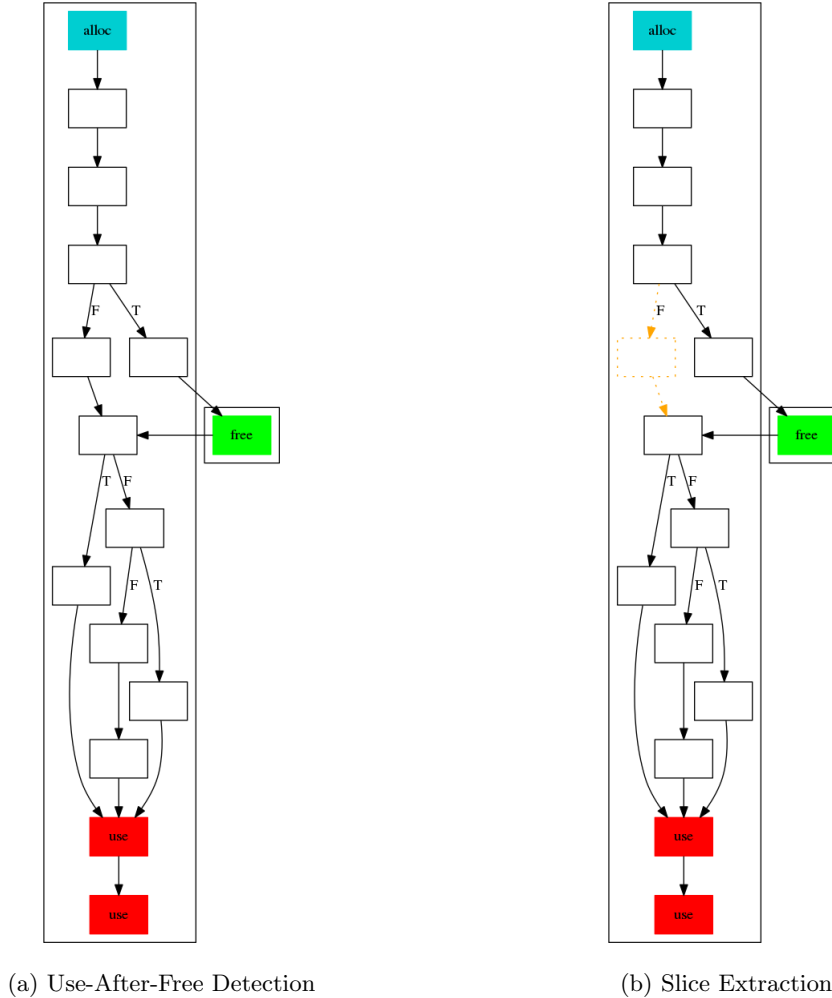 alloc
F T
free
T F
F T
use
use
(a) Use-After-Free Detection
alloc
F T
free
T F
F T
use
use
(b) Slice Extraction